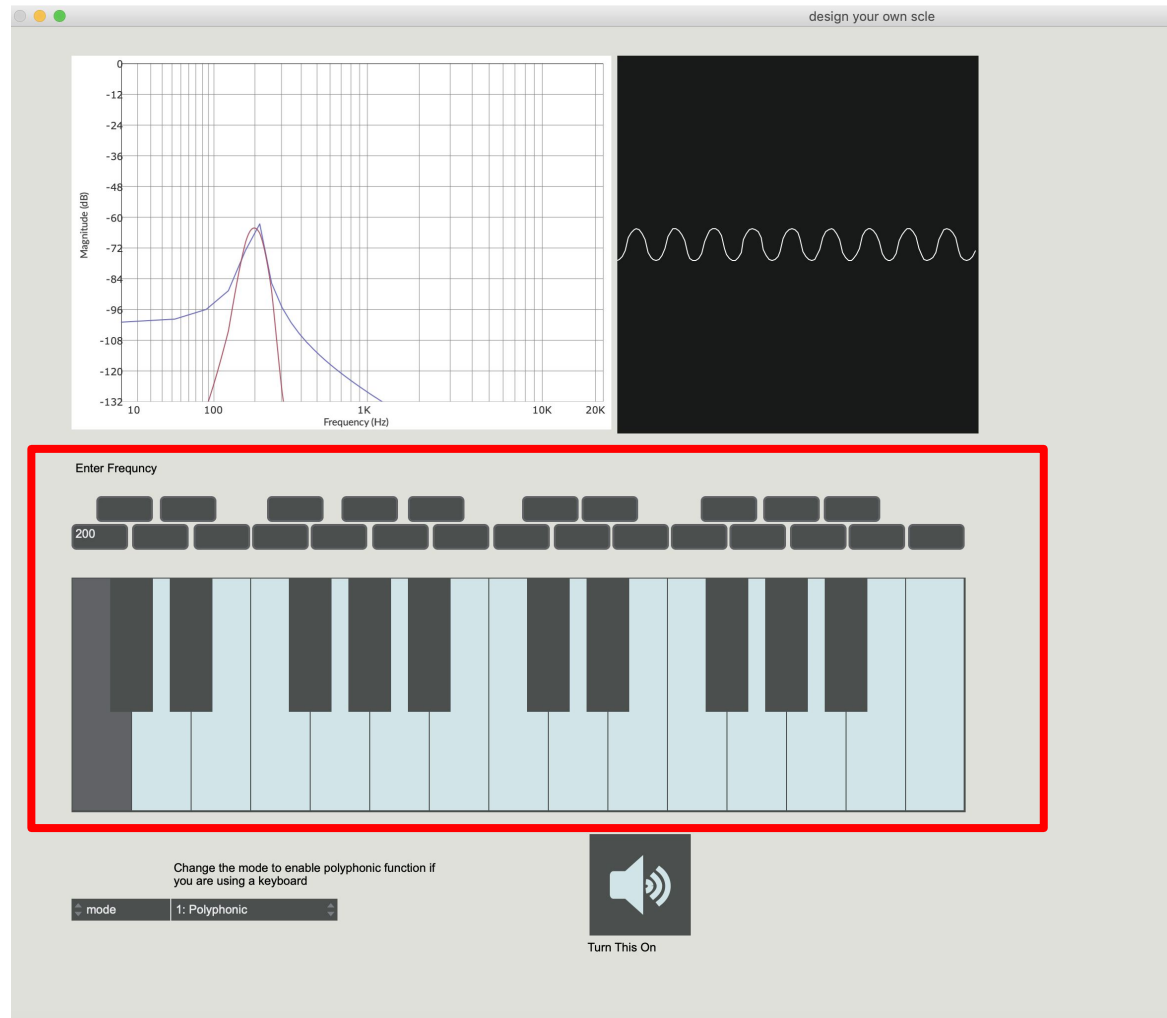 design your own scle
0
-12
-24
-36
-48
-60
-72
-84
-96
-108
-120
-132
Magnitude (dB)
10 100 1K 10K 20K
Frequency (Hz)
Enter Frequncy
200
Change the mode to enable polyphonic function if
you are using a keyboard
mode 1: Polyphonic
Turn This On